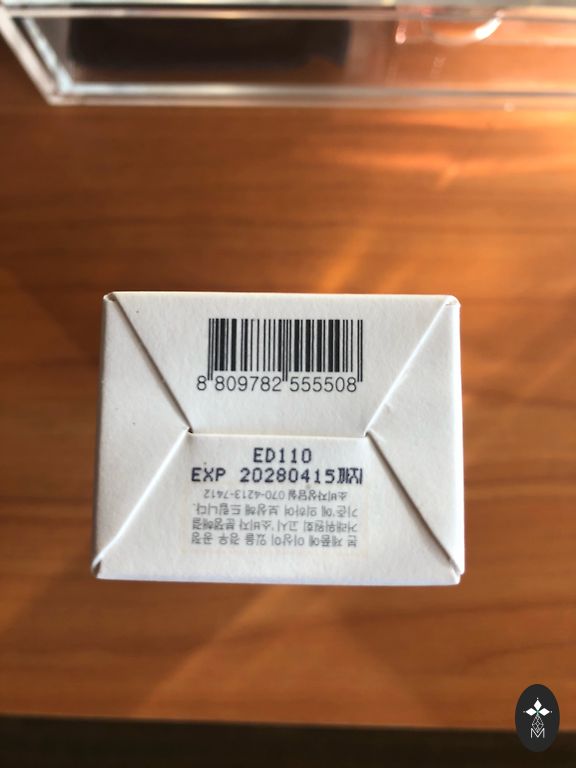 8 809782 555508
ED110
EXP 20280415까지
본 제품에 이상이 있을 경우 공정
거래위원회 고시 소비자 분쟁해결
기준에 의하여 보상해 드립니다.
소비자상담실 070-4213-7412
M